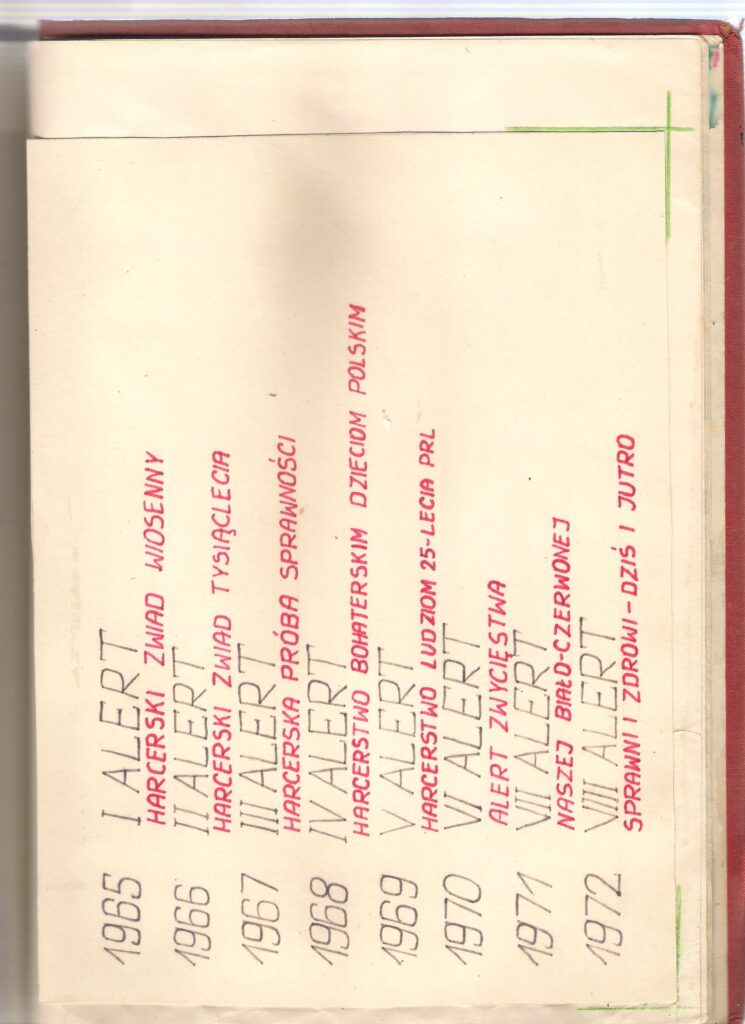 1965 I ALERT
HARCERSKI ZWIAD WIOSENNY
1966 II ALERT
HARCERSKI ZWIAD TYSIĄCLECIA
1967 III ALERT
HARCERSKA PRÓBA SPRAWNOŚCI
1968 IV ALERT
HARCERSTWO BOHATERSKIM DZIECIOM POLSKIM
1969 V ALERT
HARCERSTWO LUDZIOM 25-LECIA PRL
1970 VI ALERT
ALERT ZWYCIĘSTWA
1971 VII ALERT
NASZEJ BIAŁO-CZERWONEJ
1972 VIII ALERT
SPRAWNI I ZDROWI - DZIŚ I JUTRO